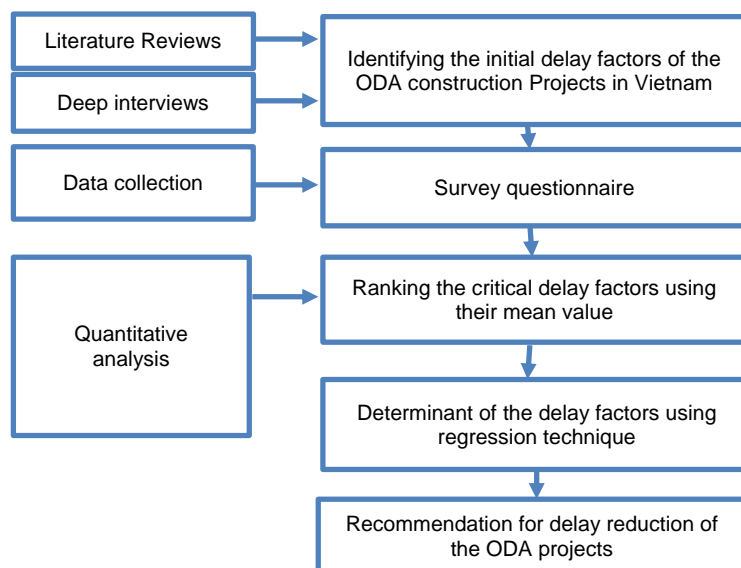 Literature Reviews
Identifying the initial delay factors of the
ODA construction Projects in Vietnam
Deep interviews
Data collection
Survey questionnaire
Quantitative
analysis
Ranking the critical delay factors using
their mean value
Determinant of the delay factors using
regression technique
Recommendation for delay reduction of
the ODA projects